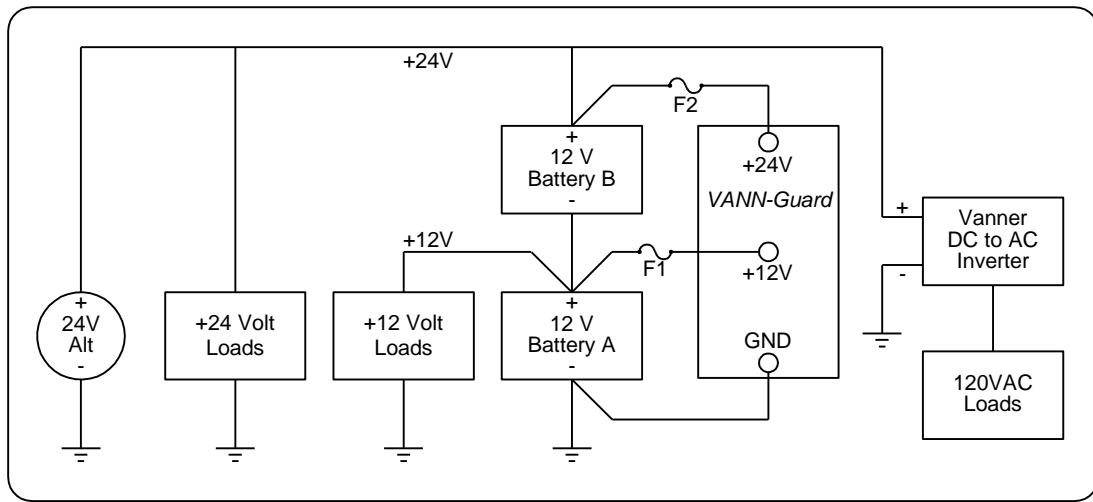 +24V
F2
+
12 V
Battery B
-
+24V
VANN-Guard
+12V
F1
+12V
+
24V
Alt
-
+24 Volt
Loads
+12 Volt
Loads
+
12 V
Battery A
-
GND
+
-
Vanner
DC to AC
Inverter
120VAC
Loads